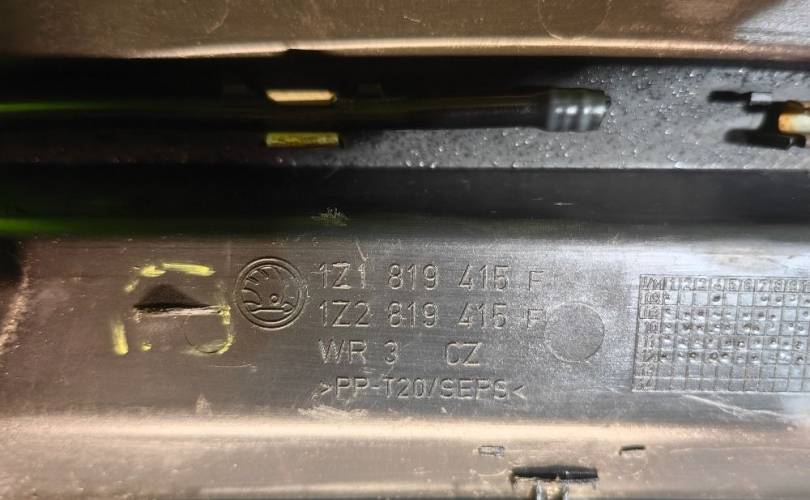 1Z1 819 415 F
1Z2 819 415 F
WR 3 CZ
>PP-T20/SEPS<